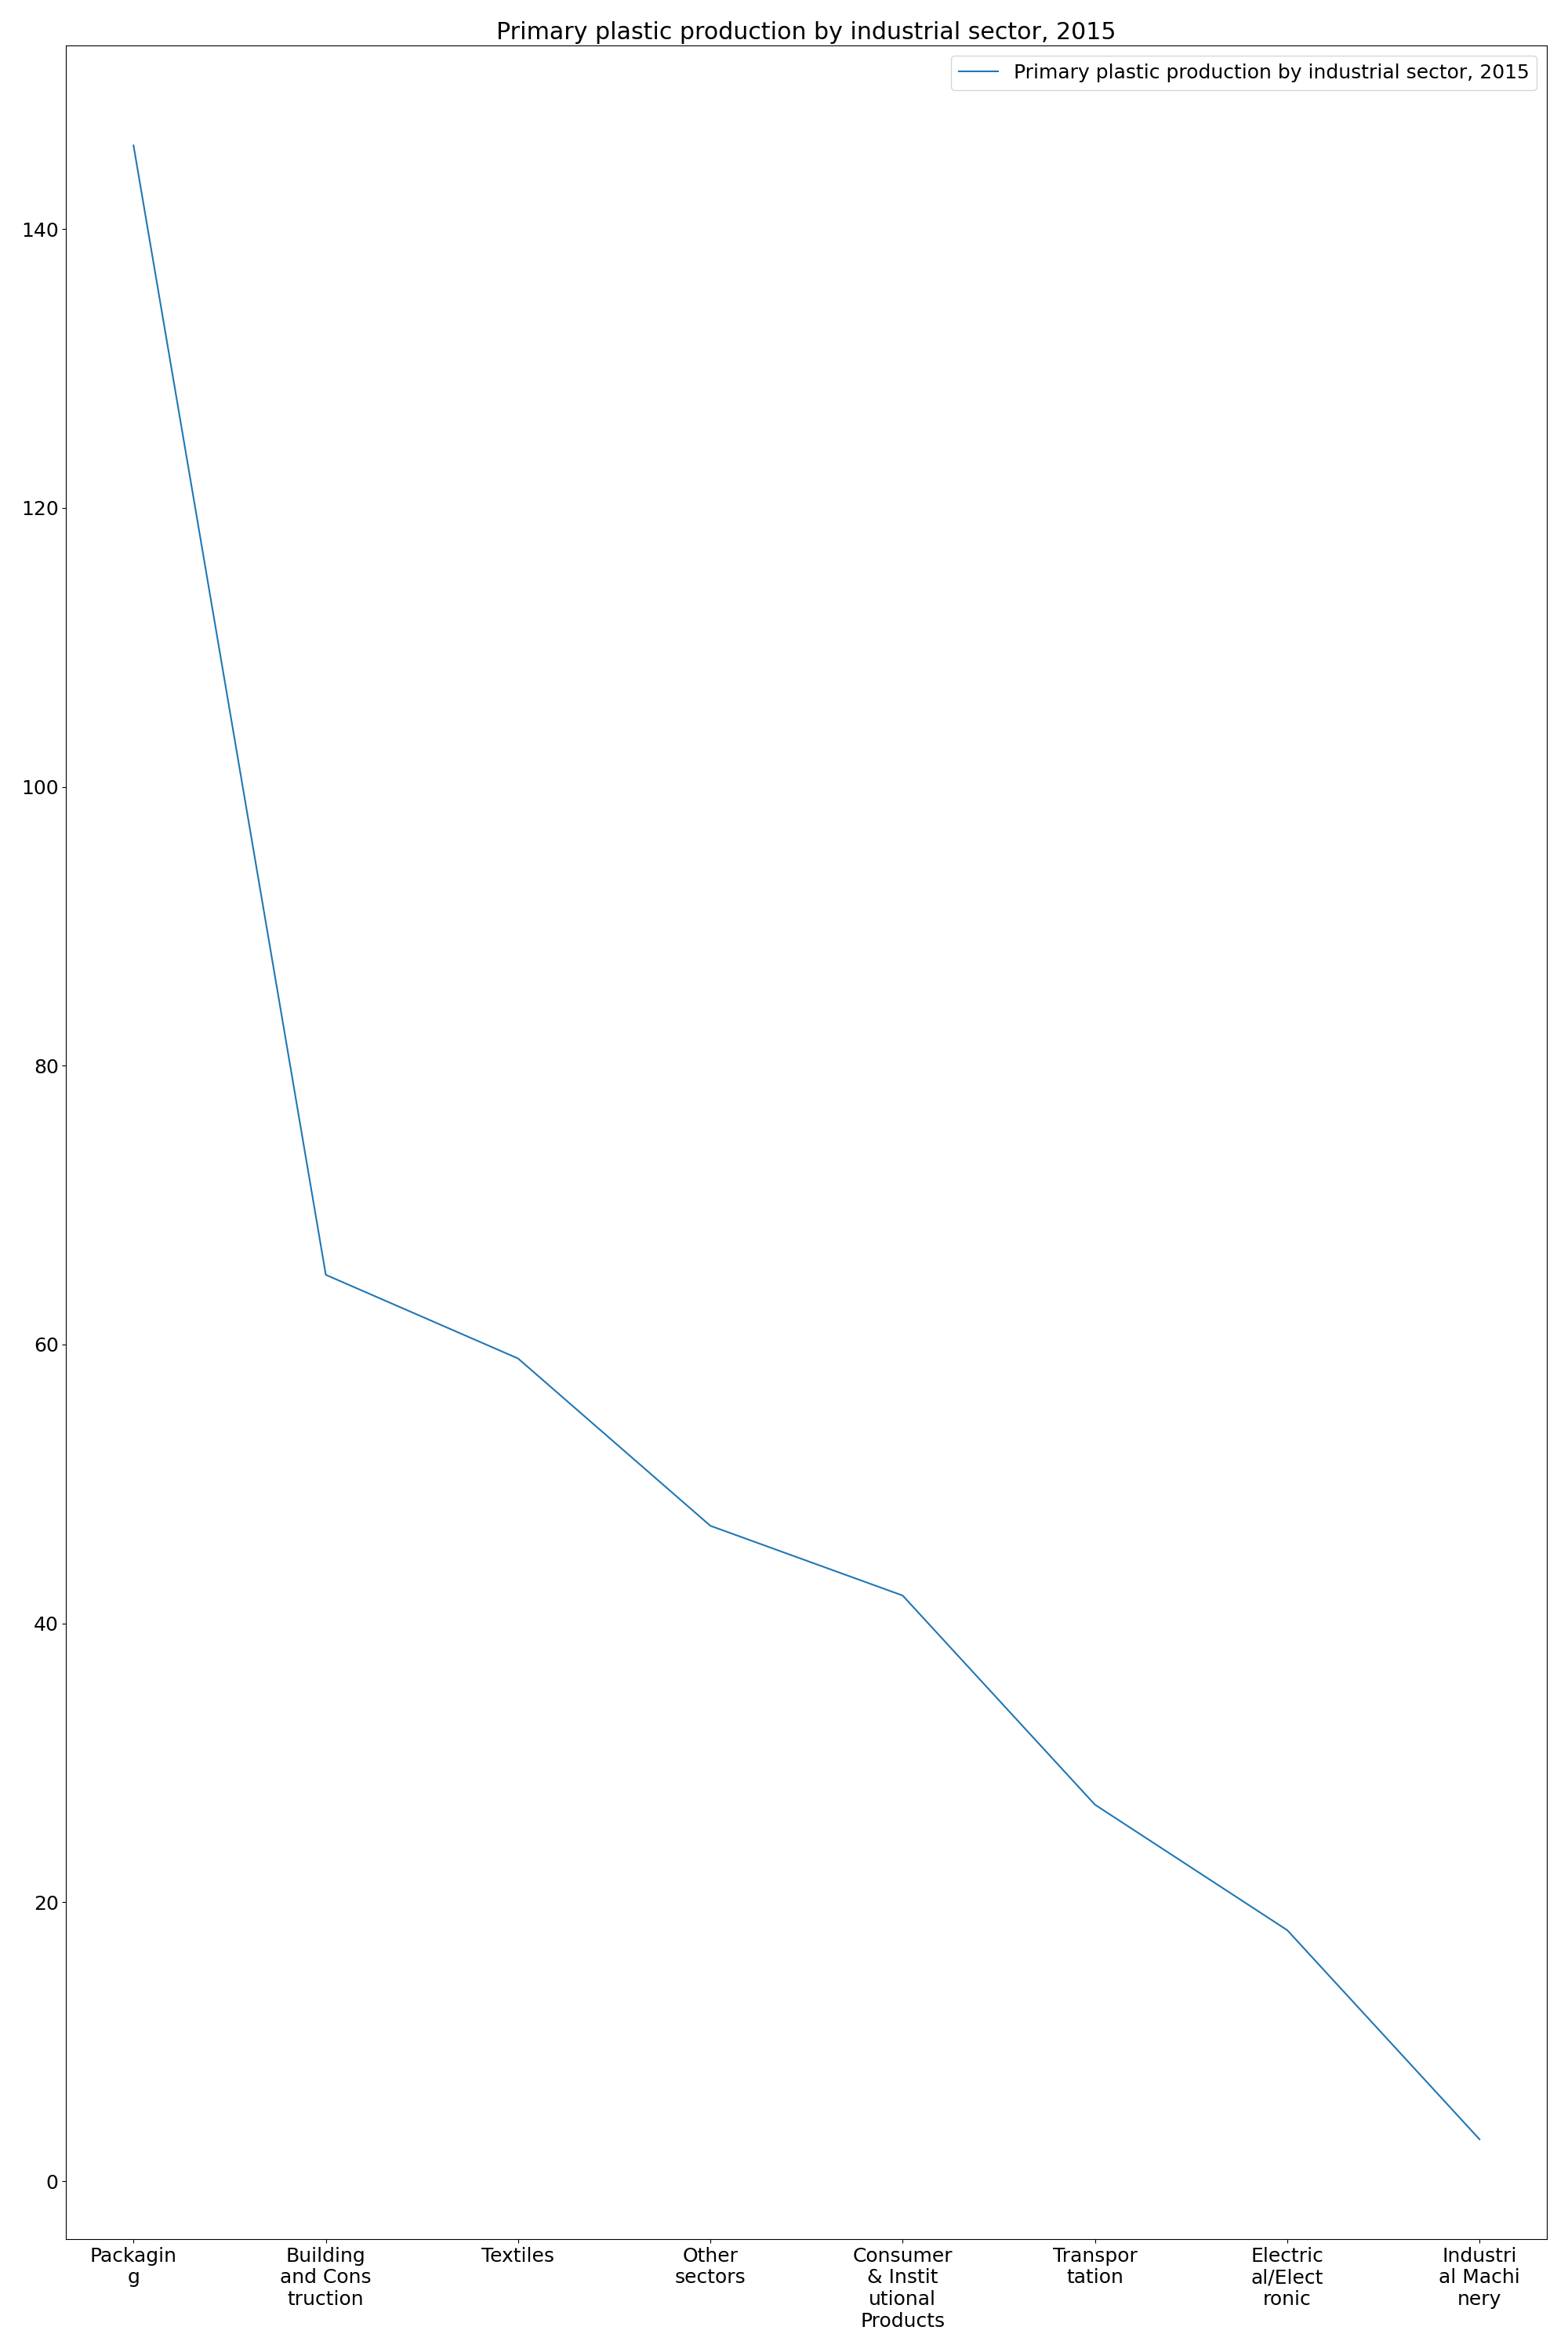 Primary plastic production by industrial sector, 2015
Primary plastic production by industrial sector, 2015
140
120
100
80
60
40
20
0
Packagin
g
Building
and Cons
truction
Textiles
Other
sectors
Consumer
& Instit
utional
Products
Transpor
tation
Electric
al/Elect
ronic
Industri
al Machi
nery